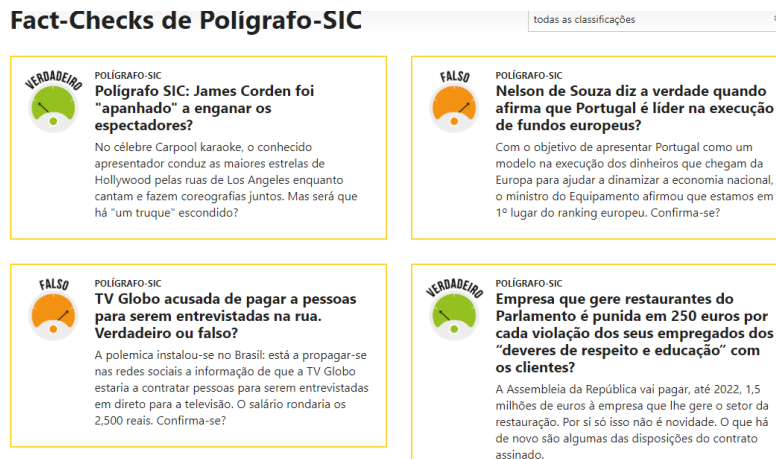 Fact-Checks de Polígrafo-SIC
todas as classificações
VERDADEIRO
POLÍGRAFO-SIC
Polígrafo SIC: James Corden foi
"apanhado" a enganar os
espectadores?
No célebre Carpool karaoke, o conhecido
apresentador conduz as maiores estrelas de
Hollywood pelas ruas de Los Angeles enquanto
cantam e fazem coreografias juntos. Mas será que
há "um truque" escondido?
FALSO
POLÍGRAFO-SIC
Nelson de Souza diz a verdade quando
afirma que Portugal é líder na execução
de fundos europeus?
Com o objetivo de apresentar Portugal como um
modelo na execução dos dinheiros que chegam da
Europa para ajudar a dinamizar a economia nacional,
o ministro do Equipamento afirmou que estamos em
1º lugar do ranking europeu. Confirma-se?
FALSO
POLÍGRAFO-SIC
TV Globo acusada de pagar a pessoas
para serem entrevistadas na rua.
Verdadeiro ou falso?
A polemica instalou-se no Brasil: está a propagar-se
nas redes sociais a informação de que a TV Globo
estaria a contratar pessoas para serem entrevistadas
em direto para a televisão. O salário rondaria os
2,500 reais. Confirma-se?
VERDADEIRO
POLÍGRAFO-SIC
Empresa que gere restaurantes do
Parlamento é punida em 250 euros por
cada violação dos seus empregados dos
“deveres de respeito e educação” com
os clientes?
A Assembleia da República vai pagar, até 2022, 1,5
milhões de euros à empresa que lhe gere o setor da
restauração. Por si só isso não é novidade. O que há
de novo são algumas das disposições do contrato
assinado.